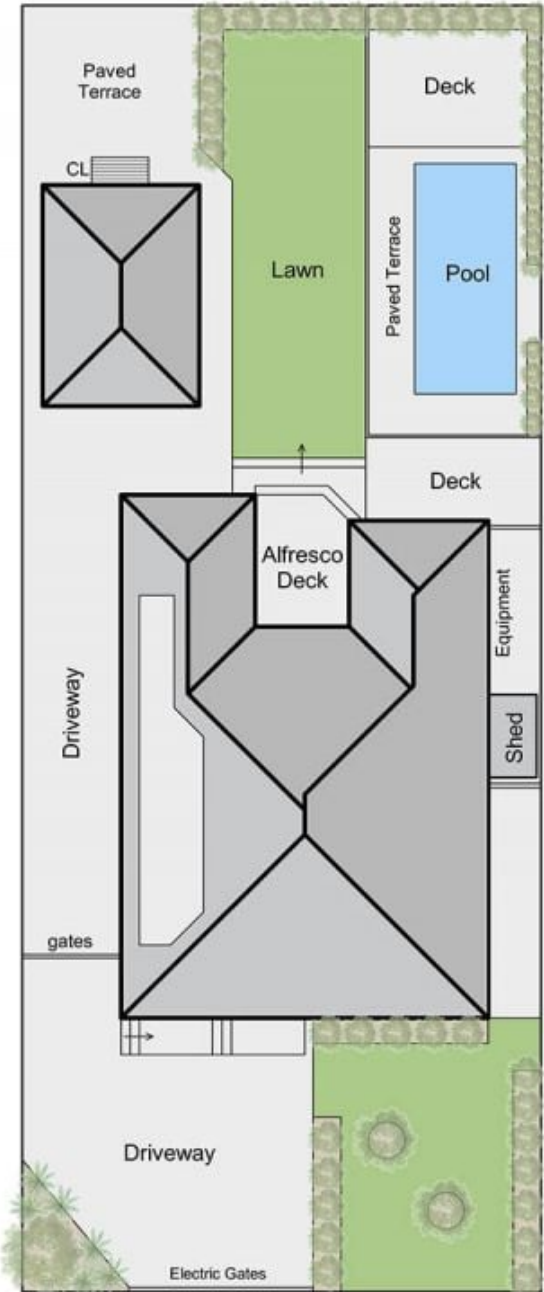 Paved
Terrace
Deck
CL
Paved Terrace
Lawn
Pool
Deck
Alfresco
Deck
Equipment
Driveway
Shed
gates
Driveway
Electric Gates